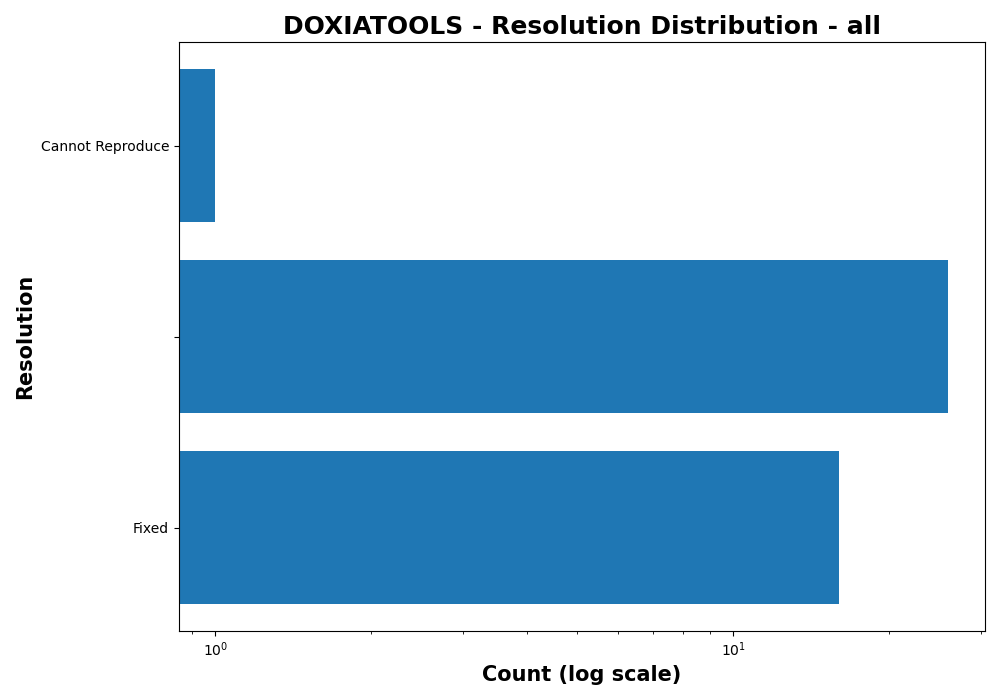 DOXIATOOLS - Resolution Distribution - all
Cannot Reproduce
Resolution
Fixed
10⁰
10¹
Count (log scale)